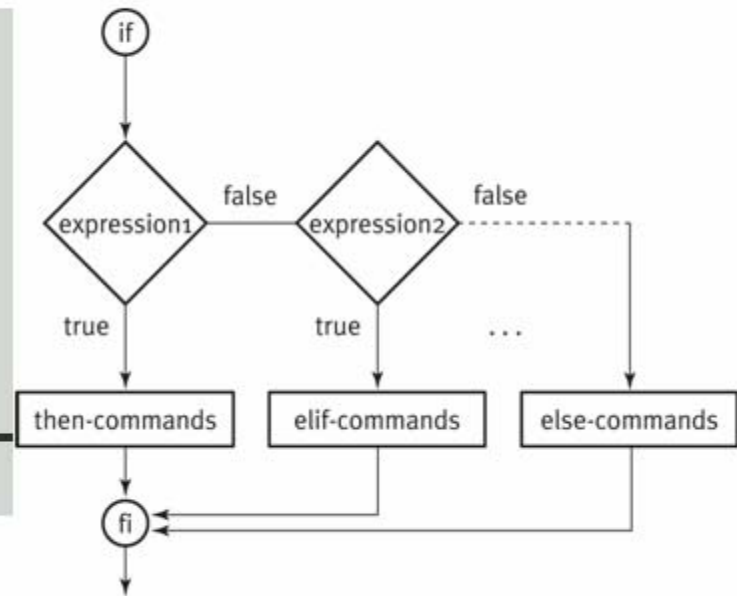 if
false
false
expression1
expression2
true
true
...
then-commands
elif-commands
else-commands
fi